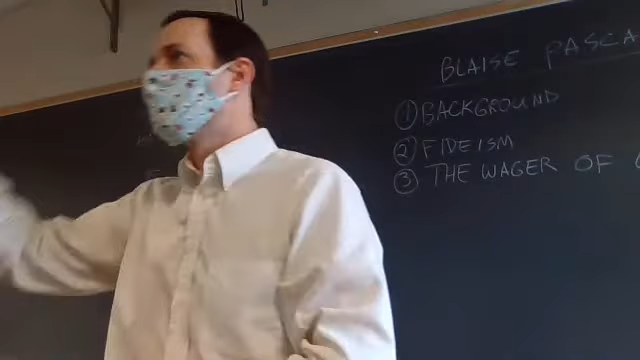 BLAISE PASCA
① BACKGROUND
② FIDEISM
③ THE WAGER OF